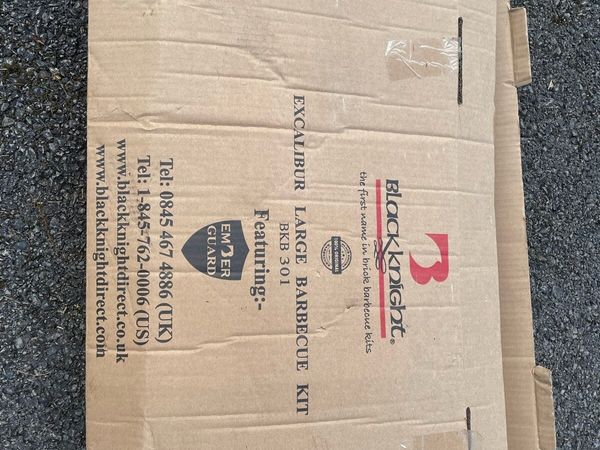 Blackknight®
the first name in brick barbecue kits
EXCALIBUR LARGE BARBECUE KIT
BKB 301
Featuring:-
EMBER
GUARD
Tel: 0845 467 4886 (UK)
Tel: 1-845-762-0006 (US)
www.blackknightdirect.co.uk
www.blackknightdirect.com